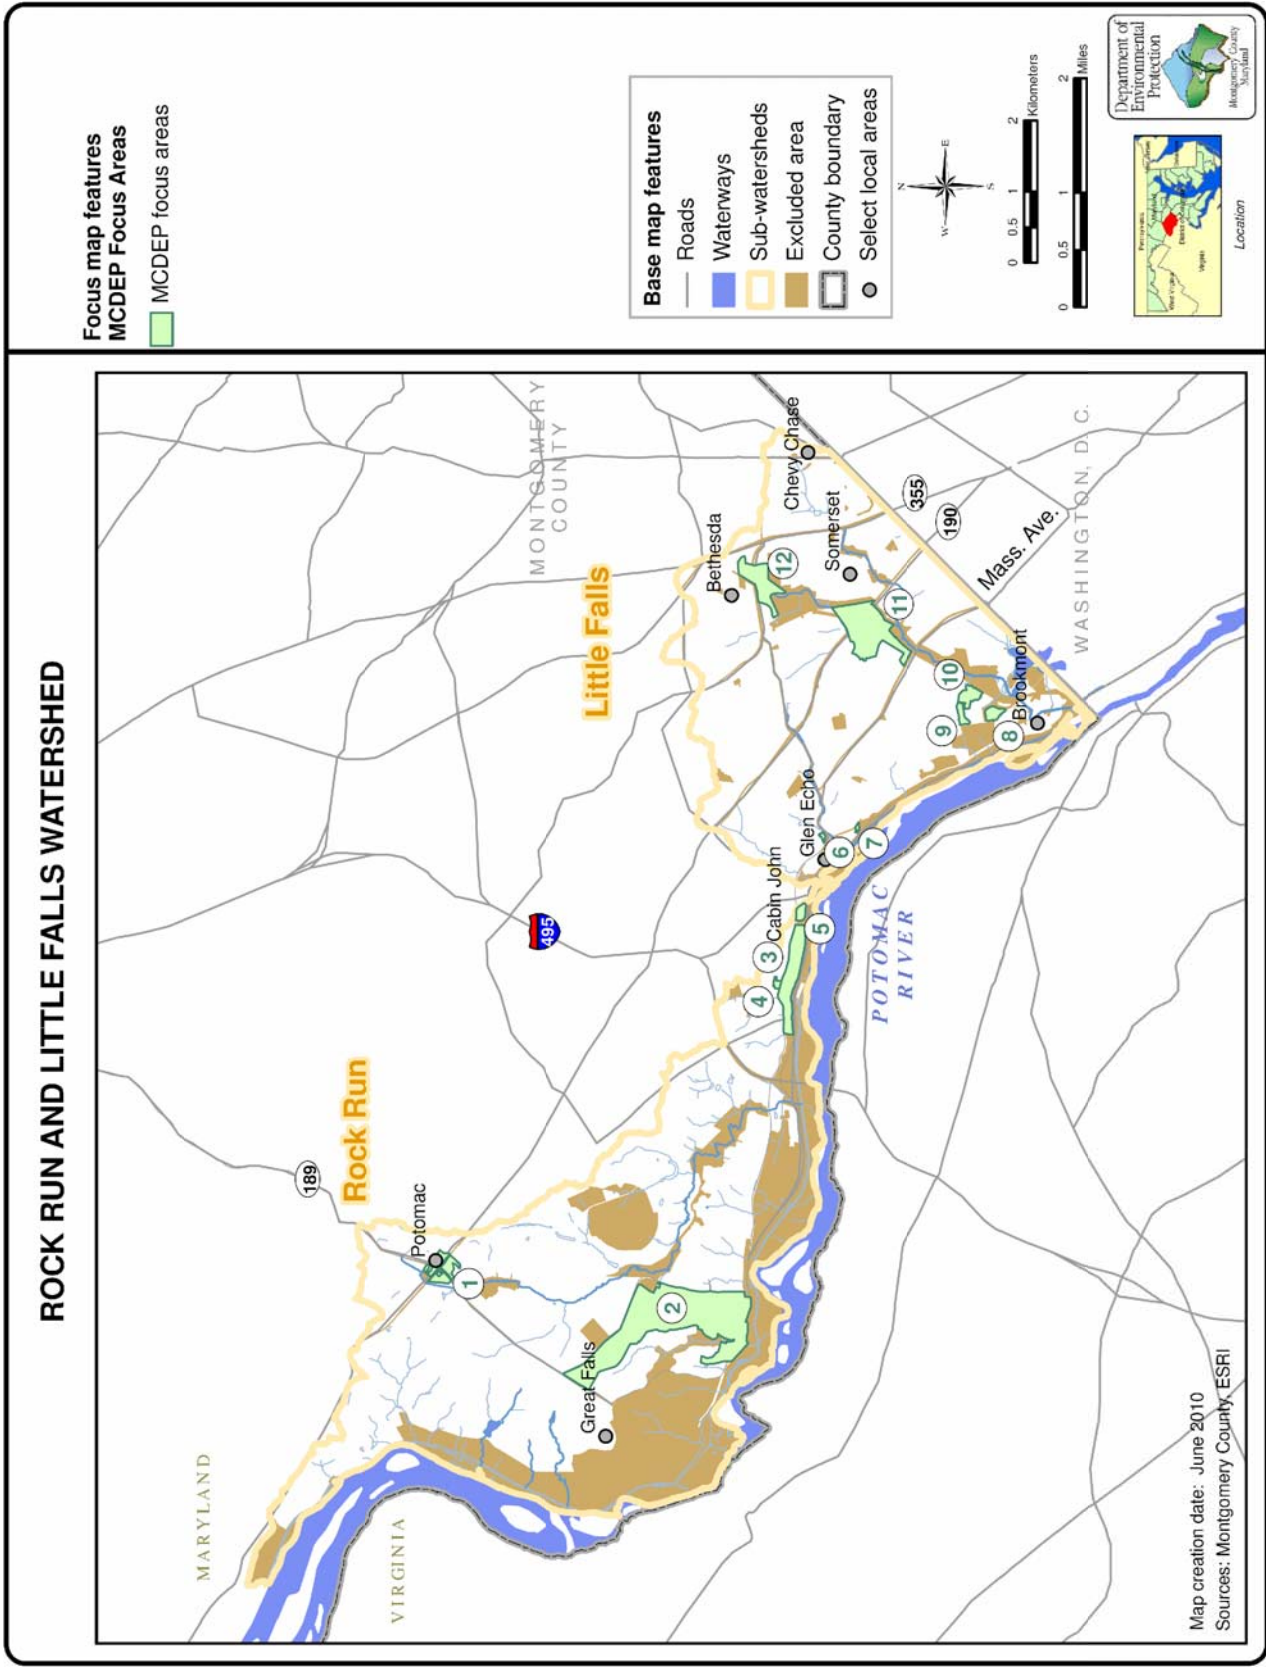 ROCK RUN AND LITTLE FALLS WATERSHED
MARYLAND
VIRGINIA
MONTGOMERY
COUNTY
WASHINGTON, D.C.
POTOMAC
RIVER
Rock Run
Little Falls
189
495
355
190
Mass. Ave.
Potomac
Great Falls
Cabin John
Glen Echo
Bethesda
Chevy Chase
Somerset
Brookmont
1
2
3
4
5
6
7
8
9
10
11
12
Map creation date: June 2010
Sources: Montgomery County, ESRI
Focus map features
MCDEP Focus Areas
MCDEP focus areas
Base map features
Roads
Waterways
Sub-watersheds
Excluded area
County boundary
Select local areas
N
W
E
S
0 0.5 1 2
Kilometers
0 0.5 1 2
Miles
Pennsylvania
West Virginia
Virginia
Location
Department of
Environmental
Protection
Montgomery County
Maryland